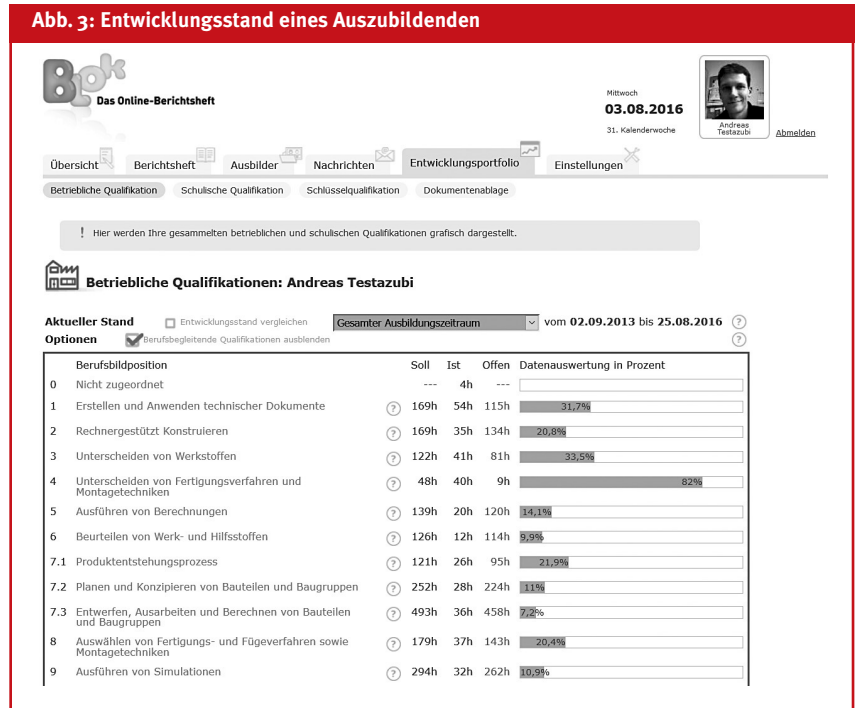 Abb. 3: Entwicklungsstand eines Auszubildenden
Blok
Das Online-Berichtsheft
Mittwoch
03.08.2016
31. Kalenderwoche
Andreas
Testazubi
Abmelden
Übersicht Berichtsheft Ausbilder Nachrichten Entwicklungsportfolio Einstellungen
Betriebliche Qualifikation Schulische Qualifikation Schlüsselqualifikation Dokumentenablage
! Hier werden Ihre gesammelten betrieblichen und schulischen Qualifikationen grafisch dargestellt.
Betriebliche Qualifikationen: Andreas Testazubi
Aktueller Stand Entwicklungsstand vergleichen Gesamter Ausbildungszeitraum vom 02.09.2013 bis 25.08.2016 ?
Optionen Berufsbegleitende Qualifikationen ausblenden ?
Berufsbildposition Soll Ist Offen Datenauswertung in Prozent
0 Nicht zugeordnet --- 4h ---
1 Erstellen und Anwenden technischer Dokumente ? 169h 54h 115h 31,7%
2 Rechnergestützt Konstruieren ? 169h 35h 134h 20,8%
3 Unterscheiden von Werkstoffen ? 122h 41h 81h 33,5%
4 Unterscheiden von Fertigungsverfahren und ? 48h 40h 9h 82%
Montagetechniken
5 Ausführen von Berechnungen ? 139h 20h 120h 14,1%
6 Beurteilen von Werk- und Hilfsstoffen ? 126h 12h 114h 9,9%
7.1 Produktentstehungsprozess ? 121h 26h 95h 21,9%
7.2 Planen und Konzipieren von Bauteilen und Baugruppen ? 252h 28h 224h 11%
7.3 Entwerfen, Ausarbeiten und Berechnen von Bauteilen ? 493h 36h 458h 7,2%
und Baugruppen
8 Auswählen von Fertigungs- und Fügeverfahren sowie ? 179h 37h 143h 20,4%
Montagetechniken
9 Ausführen von Simulationen ? 294h 32h 262h 10,9%